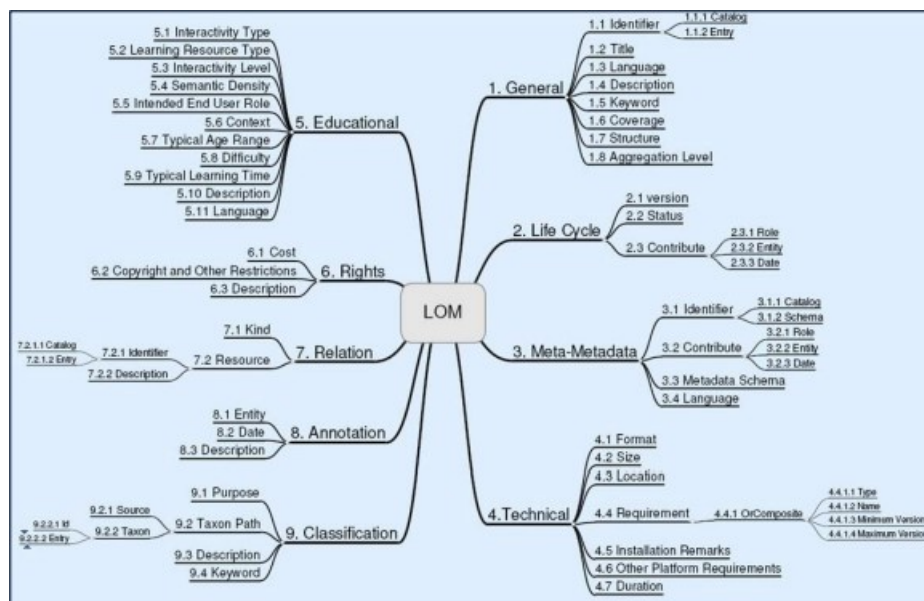 LOM
1. General
1.1 Identifier
1.1.1 Catalog
1.1.2 Entry
1.2 Title
1.3 Language
1.4 Description
1.5 Keyword
1.6 Coverage
1.7 Structure
1.8 Aggregation Level
2. Life Cycle
2.1 version
2.2 Status
2.3 Contribute
2.3.1 Role
2.3.2 Entity
2.3.3 Date
3. Meta-Metadata
3.1 Identifier
3.1.1 Catalog
3.1.2 Schema
3.2 Contribute
3.2.1 Role
3.2.2 Entity
3.2.3 Date
3.3 Metadata Schema
3.4 Language
4.Technical
4.1 Format
4.2 Size
4.3 Location
4.4 Requirement
4.4.1 OrComposite
4.4.1.1 Type
4.4.1.2 Name
4.4.1.3 Minimum Version
4.4.1.4 Maximum Version
4.5 Installation Remarks
4.6 Other Platform Requirements
4.7 Duration
5. Educational
5.1 Interactivity Type
5.2 Learning Resource Type
5.3 Interactivity Level
5.4 Semantic Density
5.5 Intended End User Role
5.6 Context
5.7 Typical Age Range
5.8 Difficulty
5.9 Typical Learning Time
5.10 Description
5.11 Language
6. Rights
6.1 Cost
6.2 Copyright and Other Restrictions
6.3 Description
7. Relation
7.1 Kind
7.2 Resource
7.2.1 Identifier
7.2.1.1 Catalog
7.2.1.2 Entry
7.2.2 Description
8. Annotation
8.1 Entity
8.2 Date
8.3 Description
9. Classification
9.1 Purpose
9.2 Taxon Path
9.2.1 Source
9.2.2 Taxon
9.2.2.1 Id
9.2.2.2 Entry
9.3 Description
9.4 Keyword